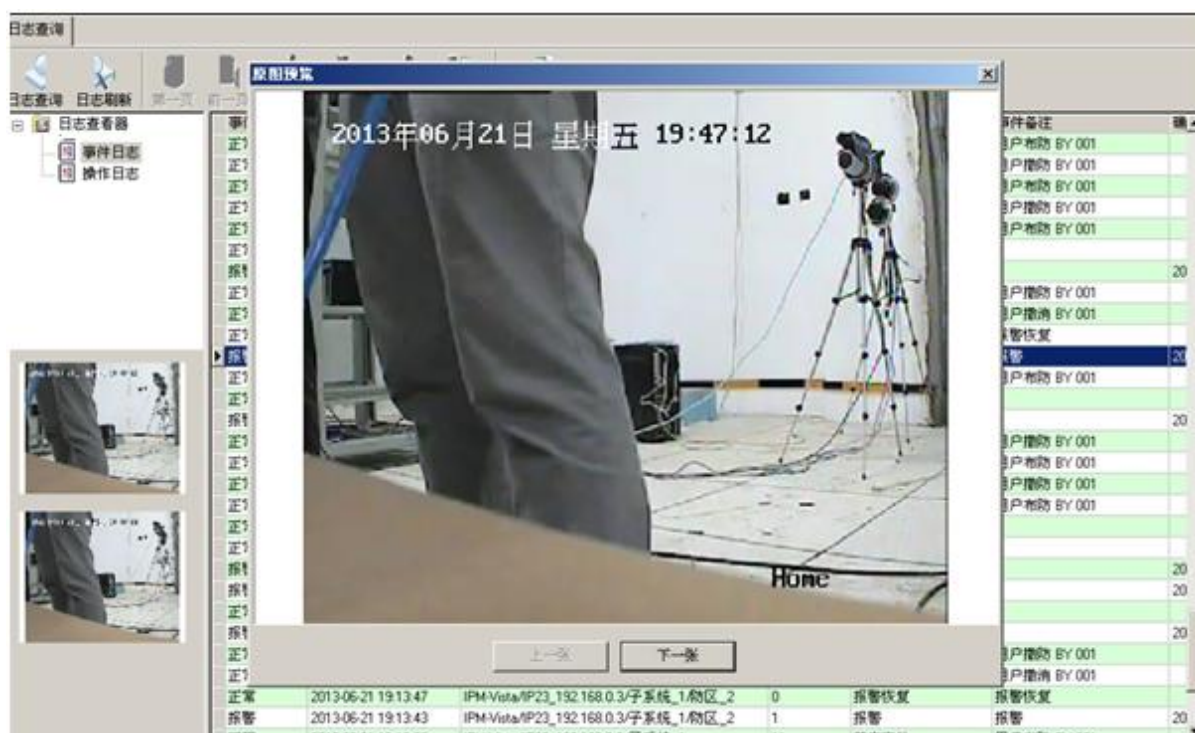 日志查询
日志查询 日志刷新 第一页 前一页
原图预览
日志查看器
事件日志
操作日志
2013年06月21日 星期五 19:47:12
Home
上一张 下一张
事件备注
用户布防 BY 001
用户撤防 BY 001
用户布防 BY 001
用户撤防 BY 001
用户布防 BY 001
20
用户撤防 BY 001
用户撤消 BY 001
报警恢复
报警 20
用户布防 BY 001
20
用户撤防 BY 001
用户布防 BY 001
用户撤防 BY 001
用户布防 BY 001
20
20
20
用户撤防 BY 001
用户撤消 BY 001
正常 2013-06-21 19:13:47 IPM-Vista/IP23_192.168.0.3/子系统_1/防区_2 0 报警恢复 报警恢复
报警 2013-06-21 19:13:43 IPM-Vista/IP23_192.168.0.3/子系统_1/防区_2 1 报警 报警 20